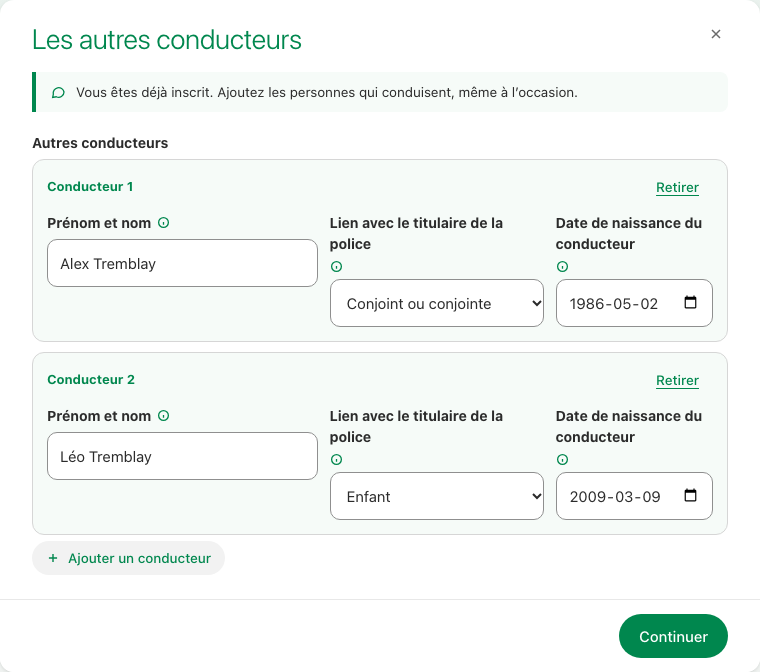 Les autres conducteurs
Vous êtes déjà inscrit. Ajoutez les personnes qui conduisent, même à l’occasion.
Autres conducteurs
Conducteur 1
Retirer
Prénom et nom
Alex Tremblay
Lien avec le titulaire de la
police
Conjoint ou conjointe
Date de naissance du
conducteur
1986-05-02
Conducteur 2
Retirer
Prénom et nom
Léo Tremblay
Lien avec le titulaire de la
police
Enfant
Date de naissance du
conducteur
2009-03-09
+ Ajouter un conducteur
Continuer